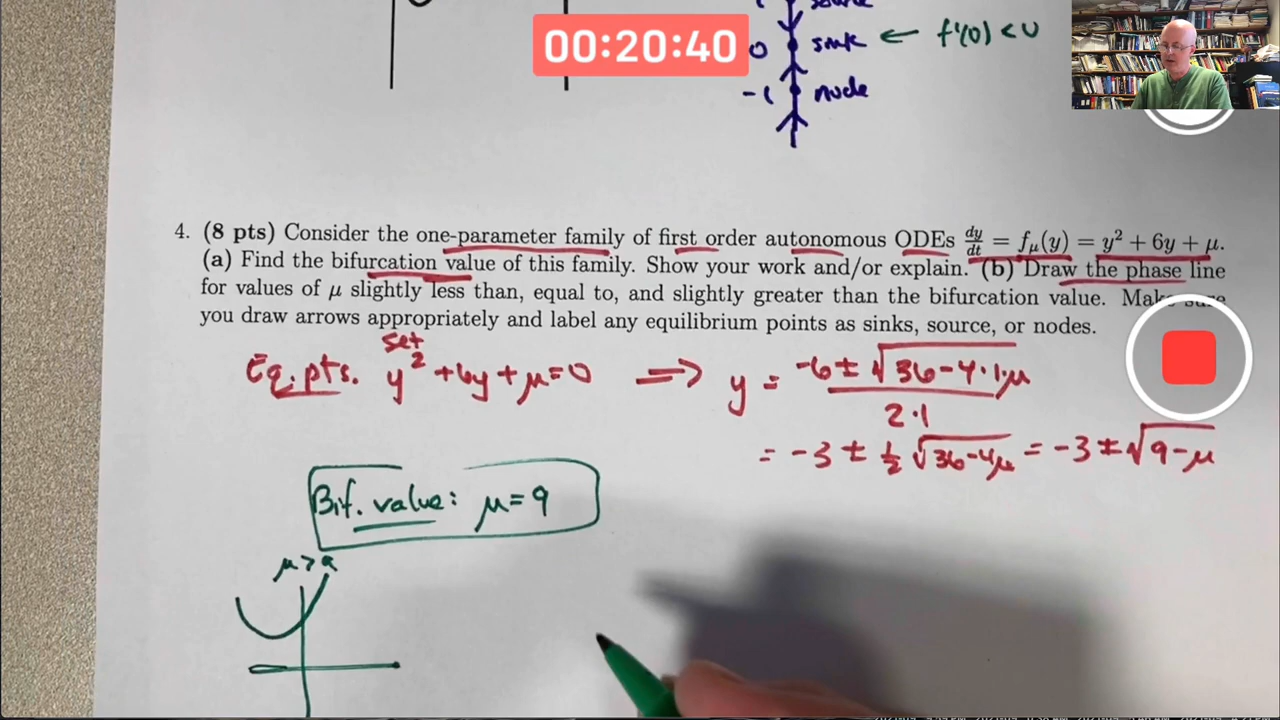 source
00:20:40
0 sink ← f'(0) < 0
-1 node
4. (8 pts) Consider the one-parameter family of first order autonomous ODEs dy/dt = fμ(y) = y² + 6y + μ.
(a) Find the bifurcation value of this family. Show your work and/or explain. (b) Draw the phase line
for values of μ slightly less than, equal to, and slightly greater than the bifurcation value. Make sure
you draw arrows appropriately and label any equilibrium points as sinks, source, or nodes.
set
Eq. pts. y² + 6y + μ = 0 ⟹ y = (-6 ± √(36 - 4·1·μ))/(2·1)
= -3 ± ½ √(36 - 4μ) = -3 ± √(9 - μ)
Bif. value: μ = 9
μ > 9